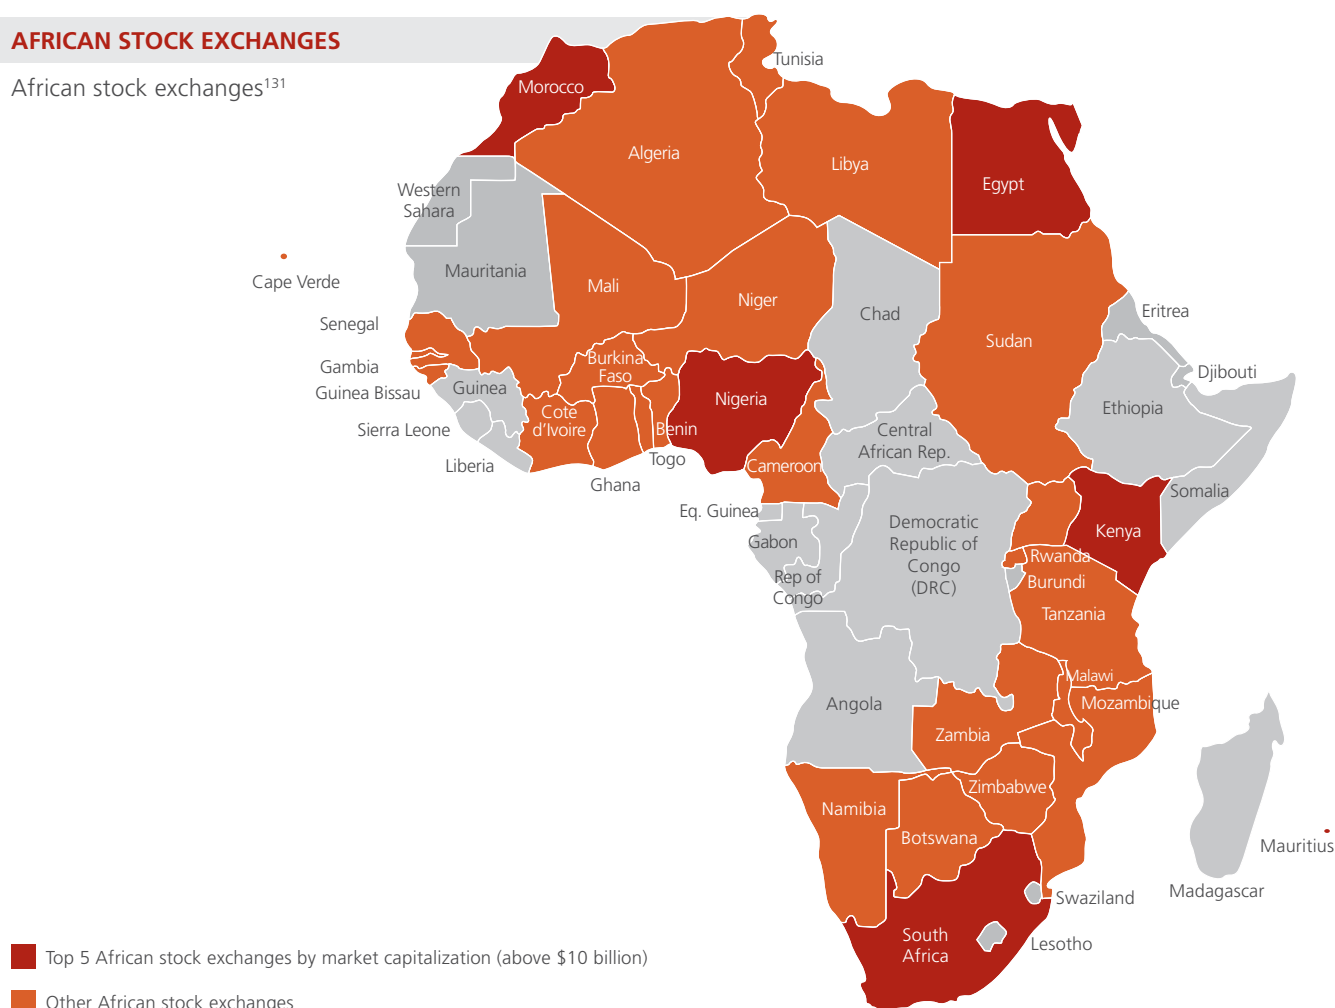 AFRICAN STOCK EXCHANGES
African stock exchanges131
Tunisia
Morocco
Algeria
Libya
Egypt
Western
Sahara
Mauritania
Cape Verde
Mali
Niger
Chad
Sudan
Eritrea
Senegal
Gambia
Guinea Bissau
Guinea
Burkina
Faso
Djibouti
Nigeria
Ethiopia
Sierra Leone
Cote
d'Ivoire
Benin
Central
African Rep.
Liberia
Togo
Cameroon
Ghana
Somalia
Eq. Guinea
Gabon
Democratic
Republic of
Congo
(DRC)
Kenya
Rwanda
Rep of
Congo
Burundi
Tanzania
Malawi
Angola
Mozambique
Zambia
Zimbabwe
Namibia
Botswana
Mauritius
Madagascar
Swaziland
South
Africa
Lesotho
Top 5 African stock exchanges by market capitalization (above $10 billion)
Other African stock exchanges